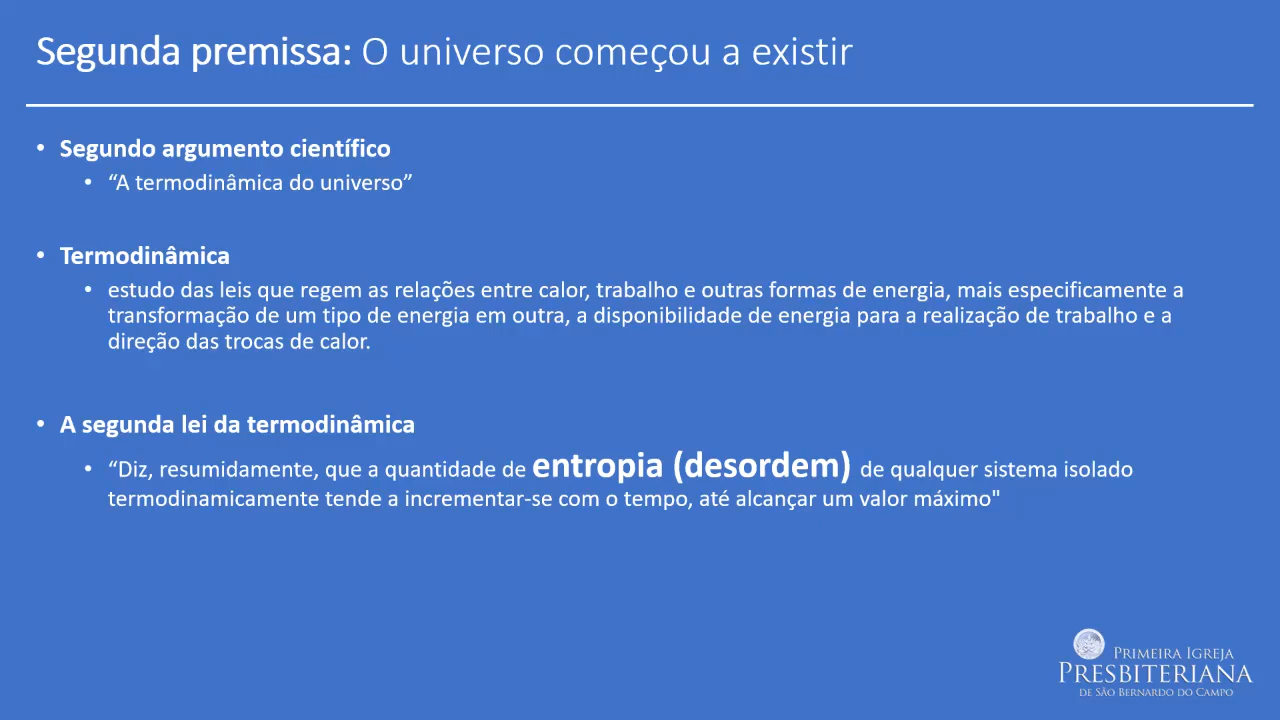 Segunda premissa: O universo começou a existir
• Segundo argumento científico
• “A termodinâmica do universo”
• Termodinâmica
• estudo das leis que regem as relações entre calor, trabalho e outras formas de energia, mais especificamente a
transformação de um tipo de energia em outra, a disponibilidade de energia para a realização de trabalho e a
direção das trocas de calor.
• A segunda lei da termodinâmica
• “Diz, resumidamente, que a quantidade de entropia (desordem) de qualquer sistema isolado
termodinamicamente tende a incrementar-se com o tempo, até alcançar um valor máximo"
Primeira Igreja
Presbiteriana
de São Bernardo do Campo